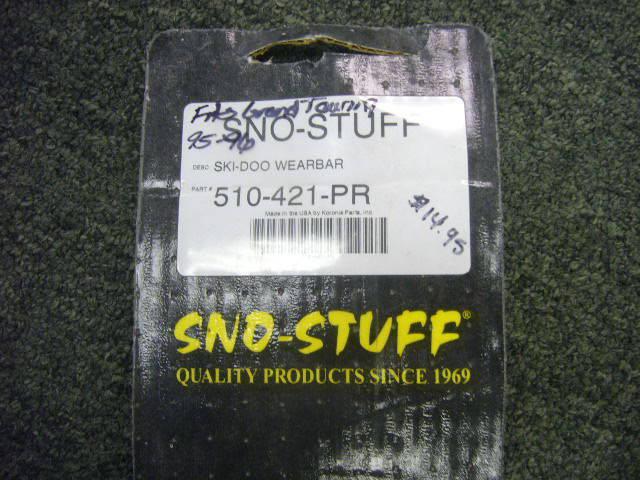 Fits Grand Touring
95-96
SNO-STUFF
DESC: SKI-DOO WEARBAR
PART # 510-421-PR
Made in the USA by Koronis Parts, Inc.
$14.95
SNO-STUFF®
QUALITY PRODUCTS SINCE 1969